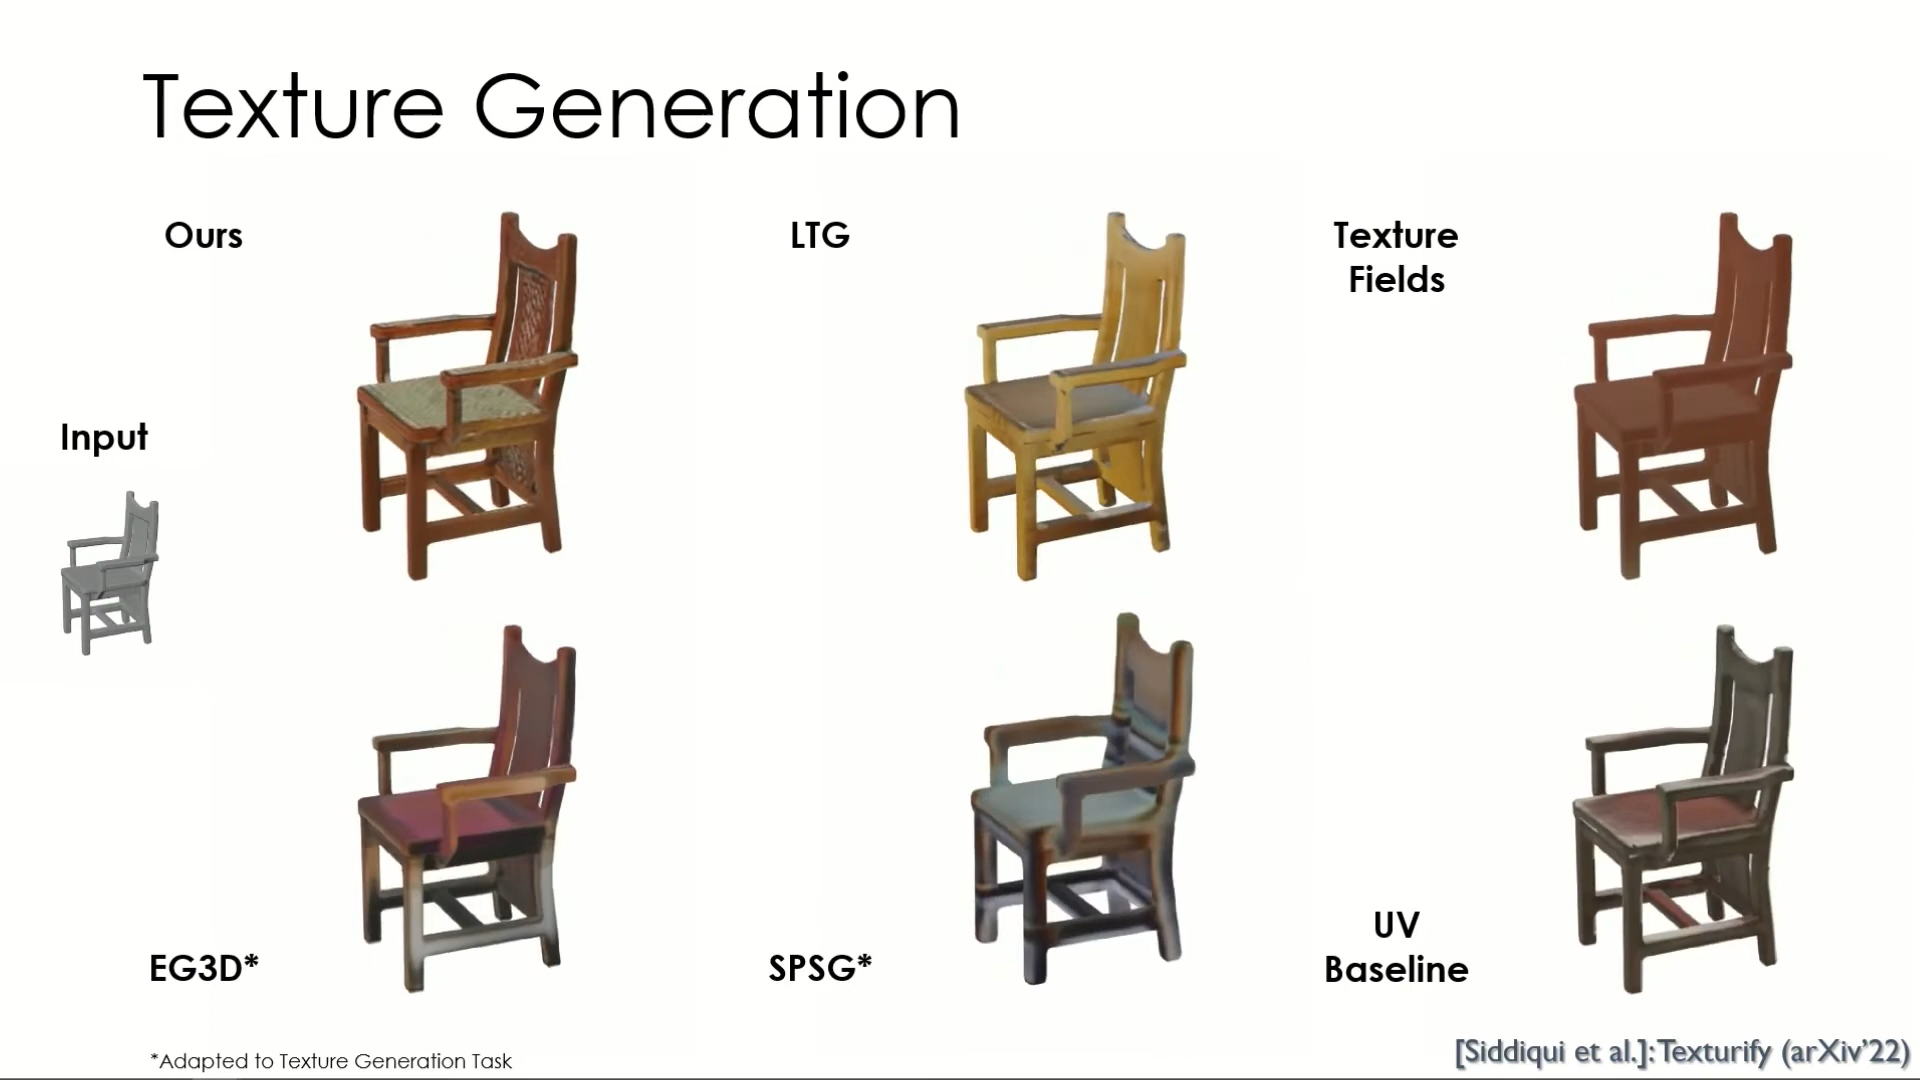 Texture Generation
Ours
LTG
Texture
Fields
Input
EG3D*
SPSG*
UV
Baseline
*Adapted to Texture Generation Task
[Siddiqui et al.]: Texturify (arXiv'22)